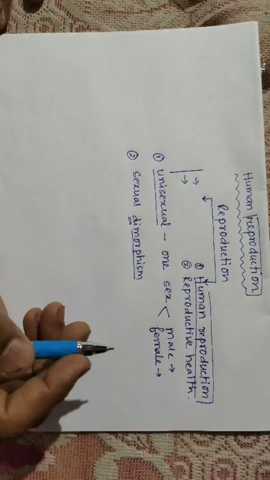 Human Reproduction
Reproduction
① Human reproduction
② Reproductive health.
① unisexual - one sex < male →
female →
② sexual dimorphism